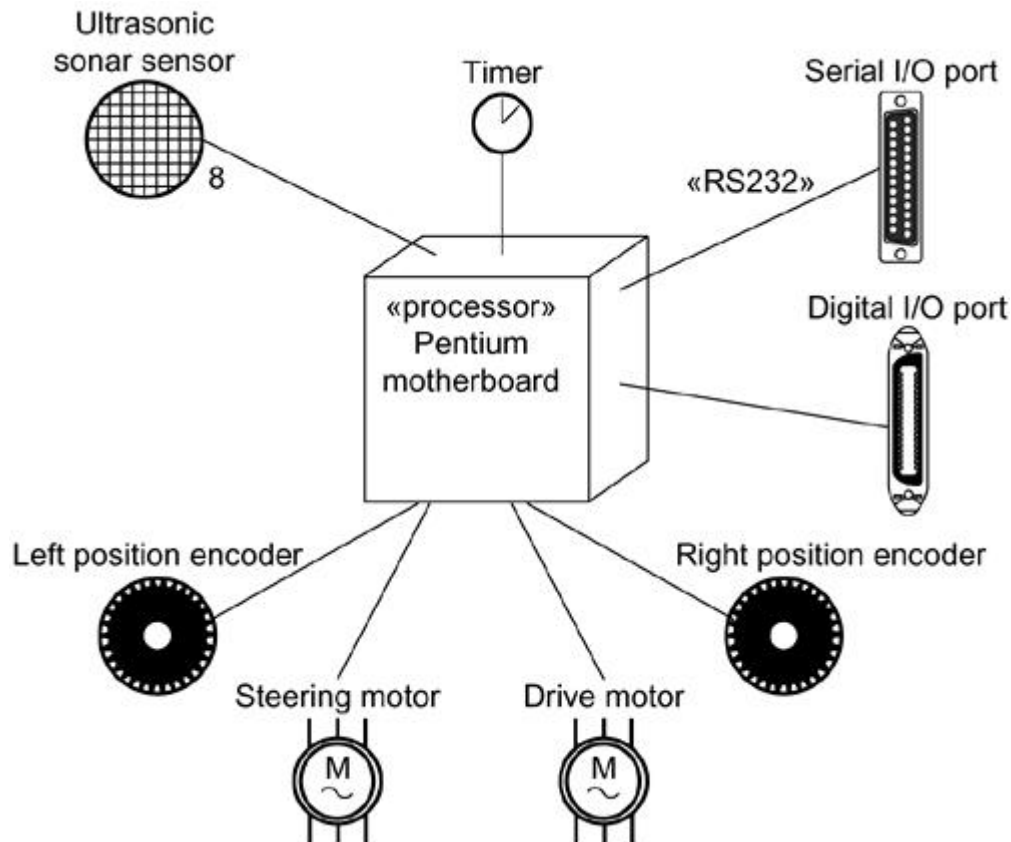 Ultrasonic
sonar sensor
Timer
Serial I/O port
8
«RS232»
«processor»
Pentium
motherboard
Digital I/O port
Left position encoder
Right position encoder
Steering motor
Drive motor
M
M